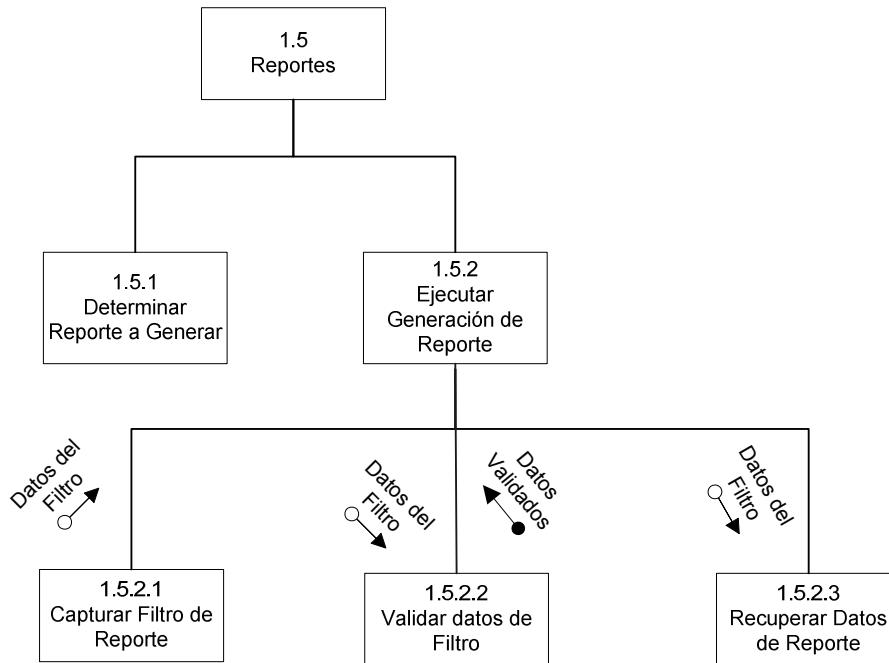 1.5
Reportes
1.5.1
Determinar
Reporte a Generar
1.5.2
Ejecutar
Generación de
Reporte
Datos del
Filtro
Datos del
Filtro
Datos
Validados
Datos del
Filtro
1.5.2.1
Capturar Filtro de
Reporte
1.5.2.2
Validar datos de
Filtro
1.5.2.3
Recuperar Datos
de Reporte